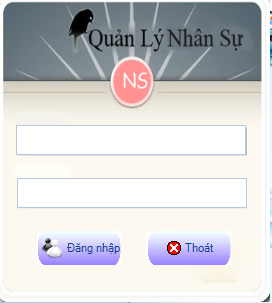 Quản Lý Nhân Sự
NS
Đăng nhập
Thoát